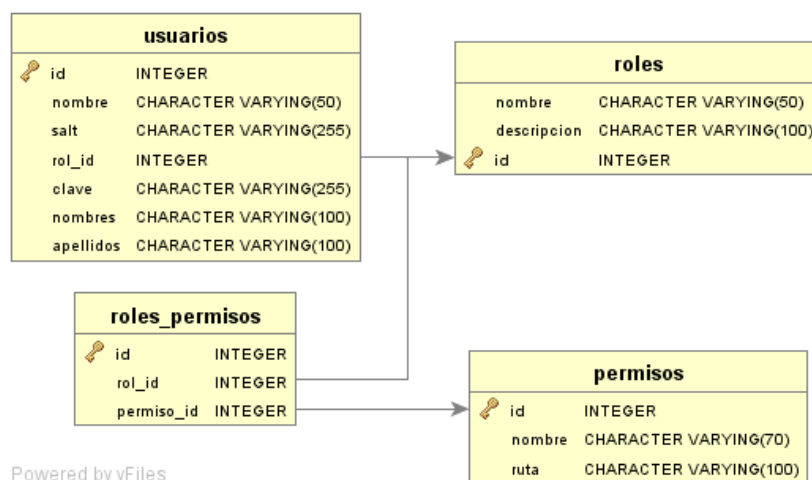 usuarios
id INTEGER
nombre CHARACTER VARYING(50)
salt CHARACTER VARYING(255)
rol_id INTEGER
clave CHARACTER VARYING(255)
nombres CHARACTER VARYING(100)
apellidos CHARACTER VARYING(100)
roles
nombre CHARACTER VARYING(50)
descripcion CHARACTER VARYING(100)
id INTEGER
roles_permisos
id INTEGER
rol_id INTEGER
permiso_id INTEGER
permisos
id INTEGER
nombre CHARACTER VARYING(70)
ruta CHARACTER VARYING(100)
Powered by yFiles